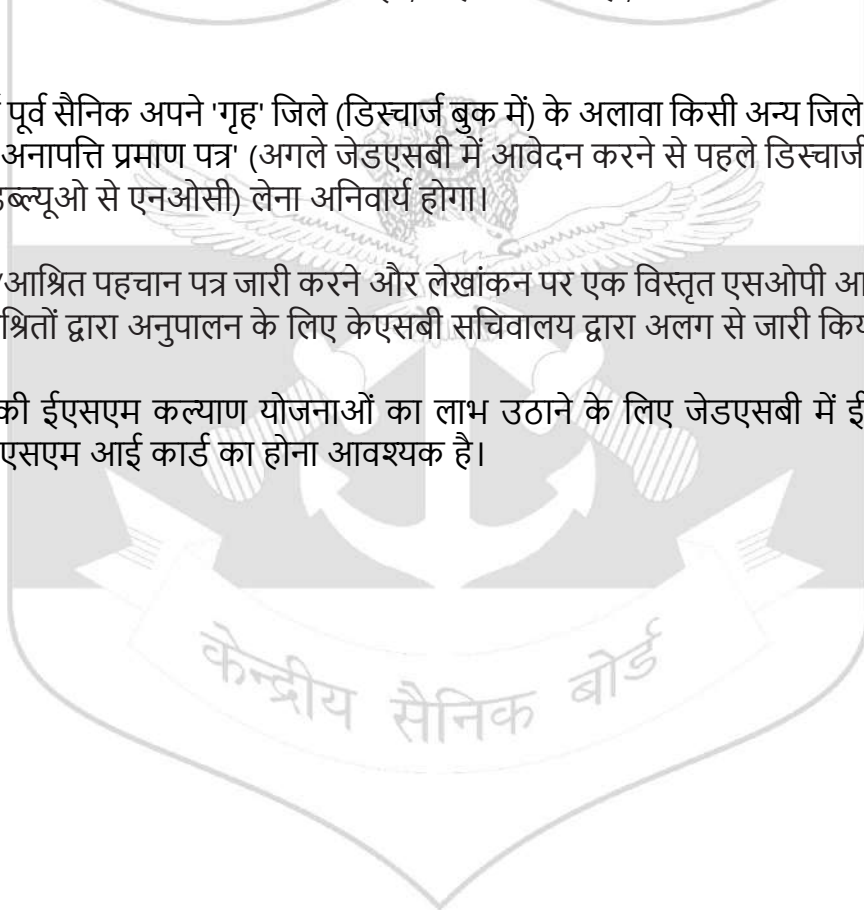 पूर्व सैनिक अपने 'गृह' जिले (डिस्चार्ज बुक में) के अलावा किसी अन्य जिले
अनापत्ति प्रमाण पत्र' (अगले जेडएसबी में आवेदन करने से पहले डिस्चार्ज
से एनओसी) लेना अनिवार्य होगा।
/आश्रित पहचान पत्र जारी करने और लेखांकन पर एक विस्तृत एसओपी
द्वारा अनुपालन के लिए केएसबी सचिवालय द्वारा अलग से जारी
की ईएसएम कल्याण योजनाओं का लाभ उठाने के लिए जेडएसबी में
आई कार्ड का होना आवश्यक है।
केन्द्रीय सैनिक बोर्ड